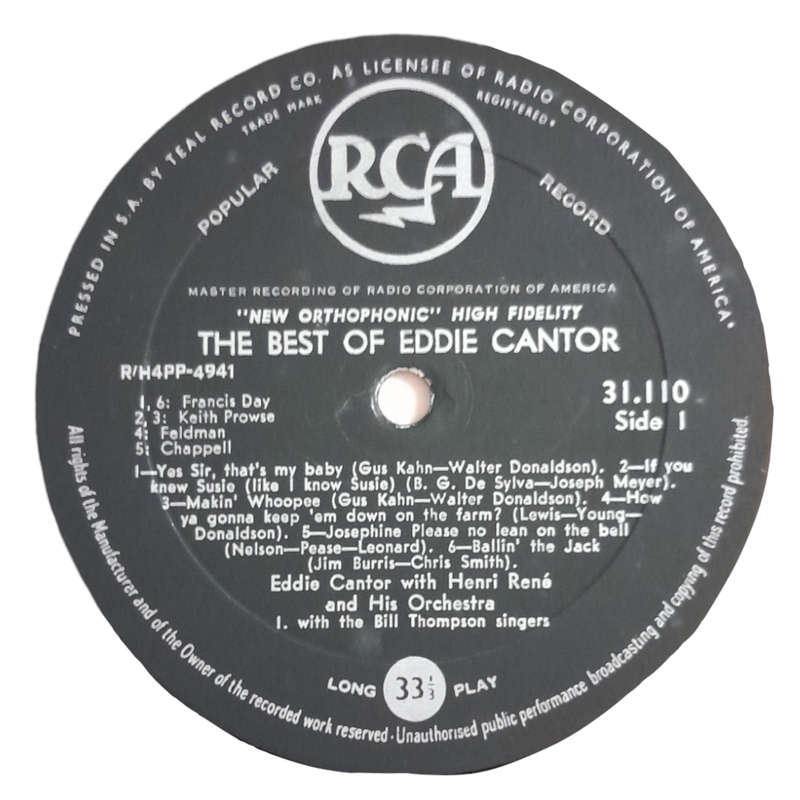 PRESSED IN S.A. BY TEAL RECORD CO. AS LICENSEE OF RADIO CORPORATION OF AMERICA.
TRADE MARK
REGISTERED.
RCA
POPULAR
RECORD
MASTER RECORDING OF RADIO CORPORATION OF AMERICA
"NEW ORTHOPHONIC" HIGH FIDELITY
THE BEST OF EDDIE CANTOR
R/H4PP-4941
31.110
1, 6: Francis Day
Side 1
2, 3: Keith Prowse
4: Feldman
5: Chappell
1—Yes Sir, that's my baby (Gus Kahn—Walter Donaldson). 2—If you
knew Susie (like I know Susie) (B. G. De Sylva—Joseph Meyer).
3—Makin' Whoopee (Gus Kahn—Walter Donaldson). 4—How
ya gonna keep 'em down on the farm? (Lewis—Young—
Donaldson). 5—Josephine Please no lean on the bell
(Nelson—Pease—Leonard). 6—Ballin' the Jack
(Jim Burris—Chris Smith).
Eddie Cantor with Henri René
and His Orchestra
1. with the Bill Thompson singers
LONG 33⅓ PLAY
All rights of the Manufacturer and of the Owner of the recorded work reserved · Unauthorised public performance broadcasting and copying of this record prohibited.